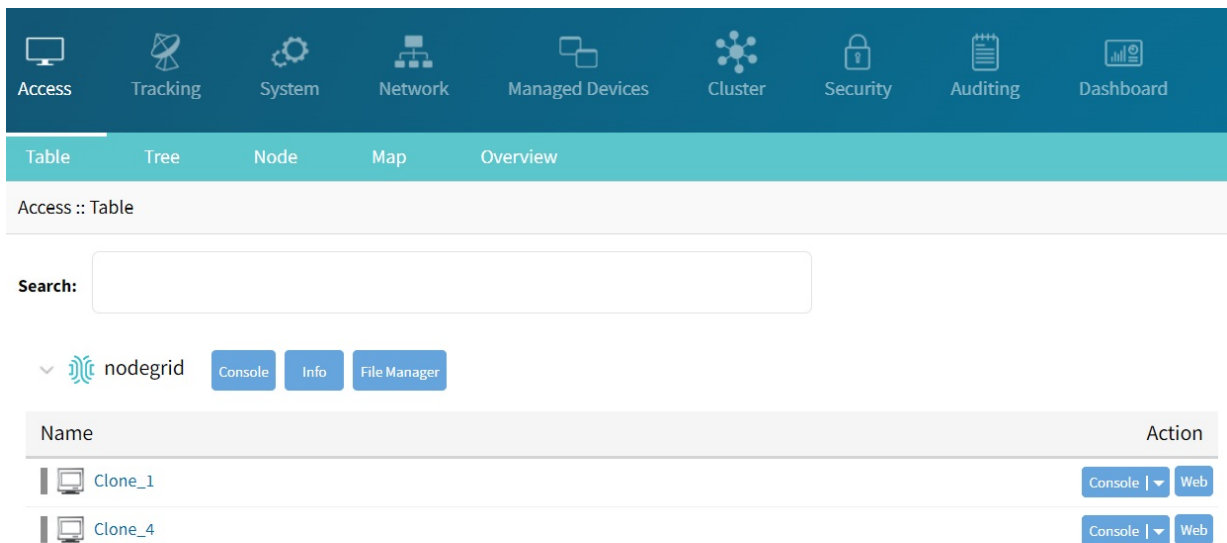 Access Tracking System Network Managed Devices Cluster Security Auditing Dashboard
Table Tree Node Map Overview
Access :: Table
Search:
nodegrid Console Info File Manager
Name Action
Clone_1 Console Web
Clone_4 Console Web